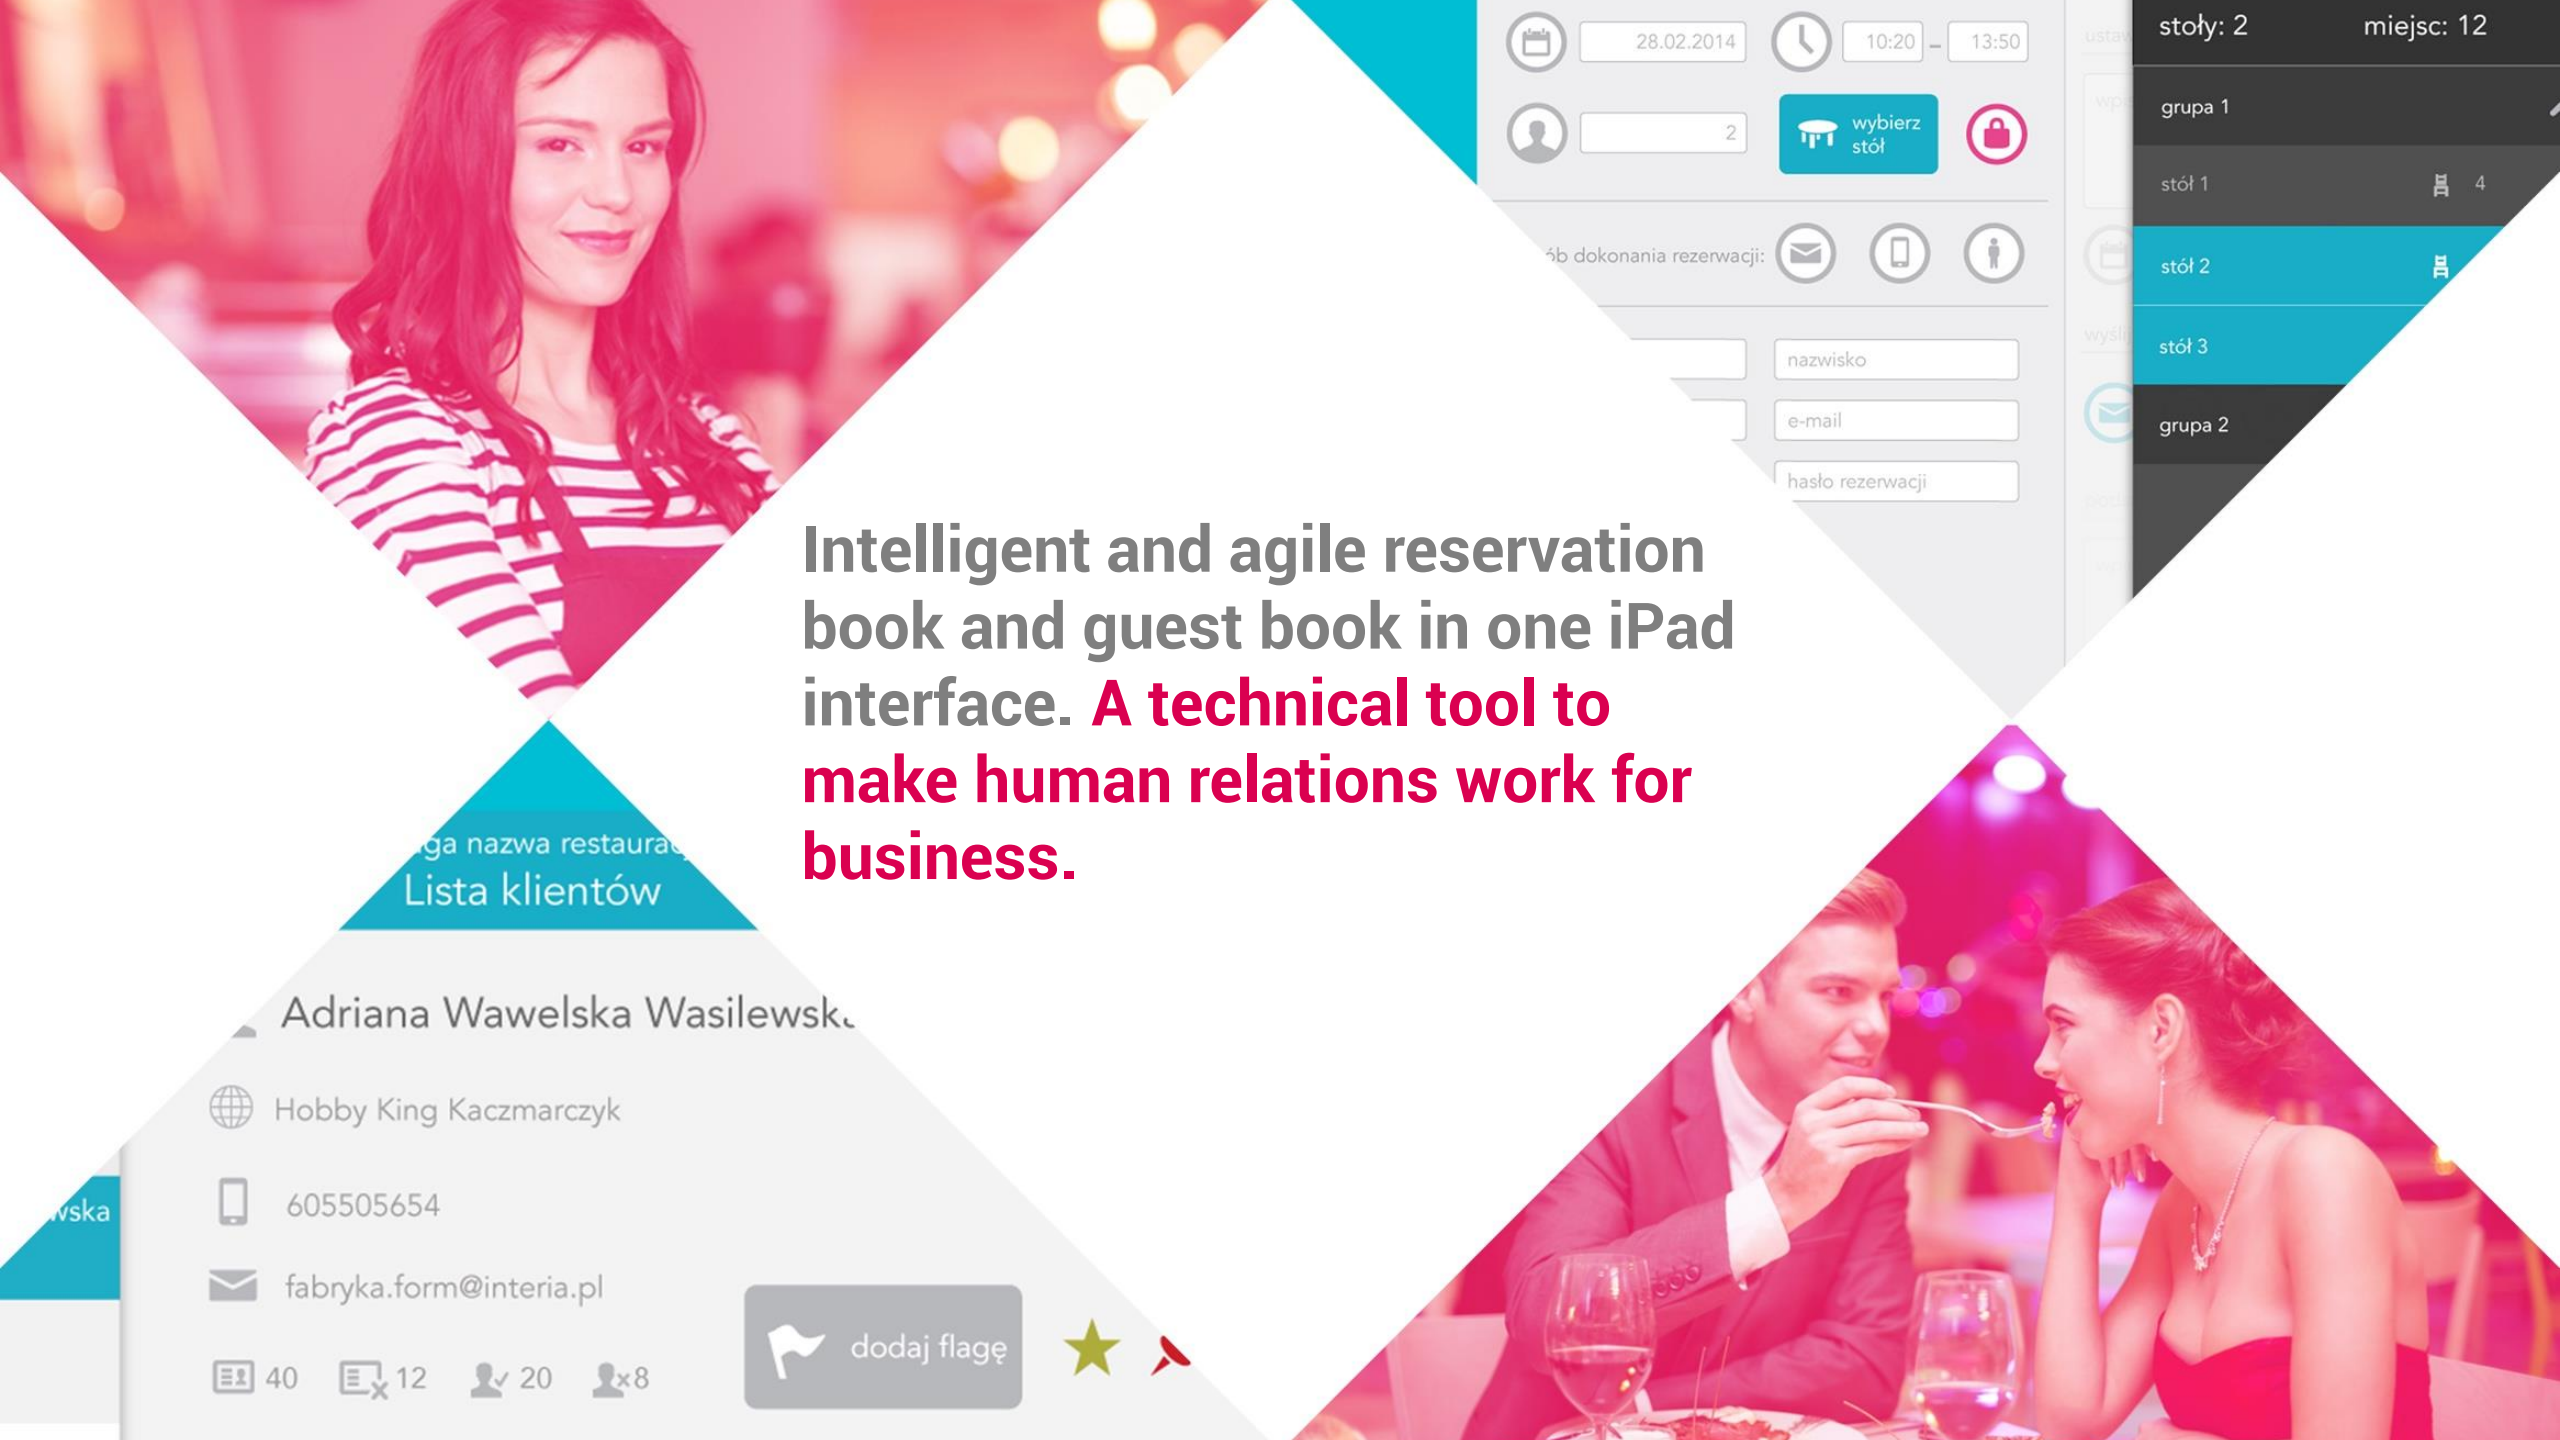 28.02.2014 10:20 – 13:50
2 wybierz
stół
dokonania rezerwacji:
nazwisko
e-mail
hasło rezerwacji
stoły: 2 miejsc: 12
grupa 1
stół 1 4
stół 2
stół 3
grupa 2
Intelligent and agile reservation
book and guest book in one iPad
interface. A technical tool to
make human relations work for
business.
nazwa
Lista klientów
Adriana Wawelska
Hobby King Kaczmarczyk
605505654
fabryka.form@interia.pl
40 12 20 8
dodaj flagę